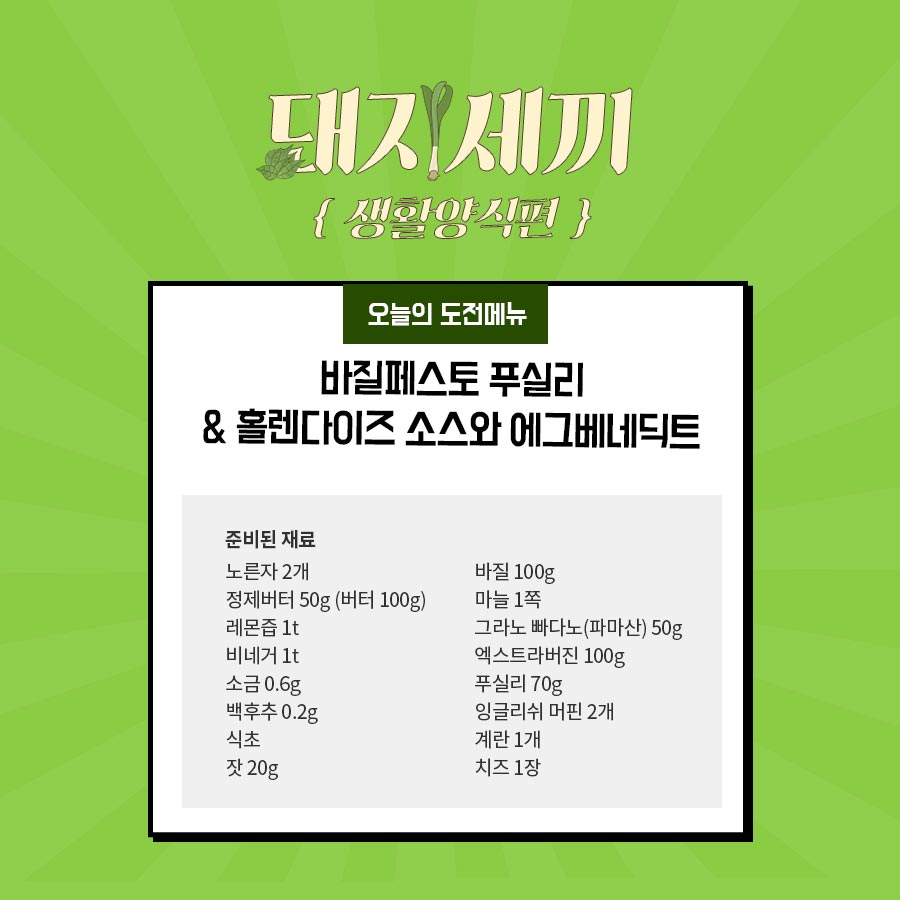 돼지세끼
{ 생활양식편 }
오늘의 도전메뉴
바질페스토 푸실리
& 홀렌다이즈 소스와 에그베네딕트
준비된 재료
노른자 2개
정제버터 50g (버터 100g)
레몬즙 1t
비네거 1t
소금 0.6g
백후추 0.2g
식초
잣 20g
바질 100g
마늘 1쪽
그라노 빠다노(파마산) 50g
엑스트라버진 100g
푸실리 70g
잉글리쉬 머핀 2개
계란 1개
치즈 1장